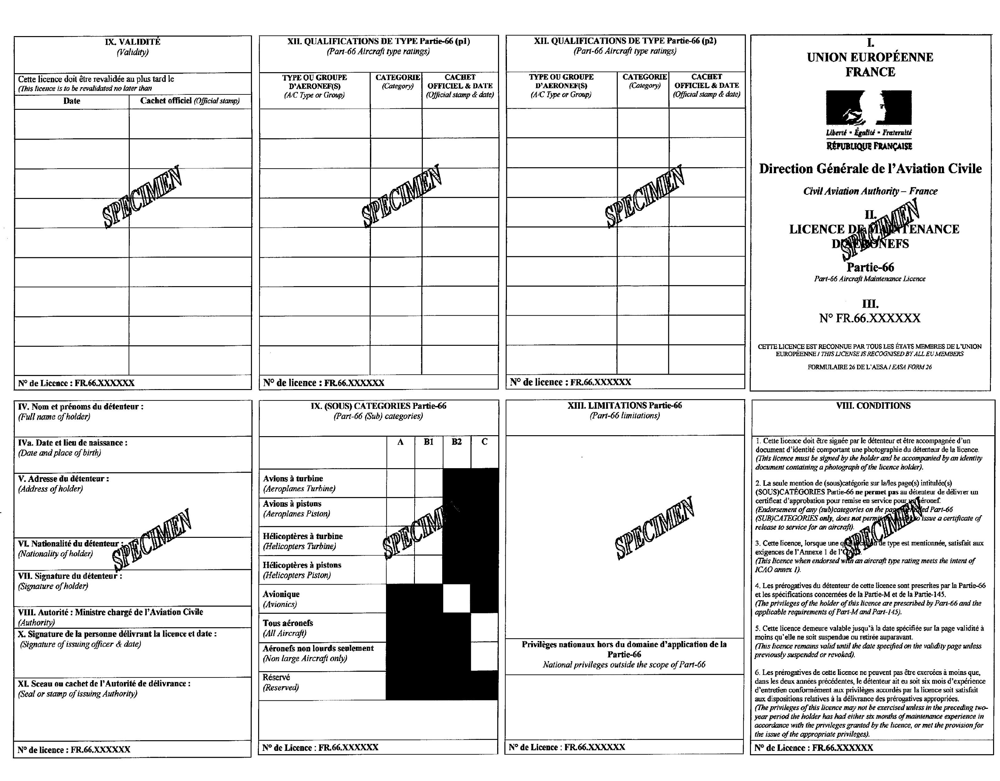 IX. VALIDITÉ
(Validity)
Cette licence doit être revalidée au plus tard le
(This licence is to be revalidated no later than
Date
Cachet officiel (Official stamp)
SPECIMEN
N° de Licence : FR.66.XXXXXX
XII. QUALIFICATIONS DE TYPE Partie-66 (p1)
(Part-66 Aircraft type ratings)
TYPE OU GROUPE
D'AERONEF(S)
(A/C Type or Group)
CATEGORIE
(Category)
CACHET
OFFICIEL & DATE
(Official stamp & date)
SPECIMEN
N° de licence : FR.66.XXXXXX
XII. QUALIFICATIONS DE TYPE Partie-66 (p2)
(Part-66 Aircraft type ratings)
TYPE OU GROUPE
D'AERONEF(S)
(A/C Type or Group)
CATEGORIE
(Category)
CACHET
OFFICIEL & DATE
(Official stamp & date)
SPECIMEN
N° de licence : FR.66.XXXXXX
I.
UNION EUROPÉENNE
FRANCE
Liberté • Égalité • Fraternité
RÉPUBLIQUE FRANÇAISE
Direction Générale de l'Aviation Civile
Civil Aviation Authority – France
II.
LICENCE DE MAINTENANCE
D'AERONEFS
SPECIMEN
Partie-66
Part-66 Aircraft Maintenance Licence
III.
N° FR.66.XXXXXX
CETTE LICENCE EST RECONNUE PAR TOUS LES ÉTATS MEMBRES DE L'UNION
EUROPÉENNE / THIS LICENSE IS RECOGNISED BY ALL EU MEMBERS
FORMULAIRE 26 DE L'AESA / EASA FORM 26
IV. Nom et prénoms du détenteur :
(Full name of holder)
IVa. Date et lieu de naissance :
(Date and place of birth)
V. Adresse du détenteur :
(Address of holder)
VI. Nationalité du détenteur :
(Nationality of holder)
SPECIMEN
VII. Signature du détenteur :
(Signature of holder)
VIII. Autorité : Ministre chargé de l'Aviation Civile
(Authority)
X. Signature de la personne délivrant la licence et date :
(Signature of issuing officer & date)
XI. Sceau ou cachet de l'Autorité de délivrance :
(Seal or stamp of issuing Authority)
N° de licence : FR.66.XXXXXX
IX. (SOUS) CATEGORIES Partie-66
(Part-66 (Sub) categories)
A B1 B2 C
Avions à turbine
(Aeroplanes Turbine)
Avions à pistons
(Aeroplanes Piston)
Hélicoptères à turbine
(Helicopters Turbine)
SPECIM
Hélicoptères à pistons
(Helicopters Piston)
Avionique
(Avionics)
Tous aéronefs
(All Aircraft)
Aéronefs non lourds seulement
(Non large Aircraft only)
Réservé
(Reserved)
N° de Licence : FR.66.XXXXXX
XIII. LIMITATIONS Partie-66
(Part-66 limitations)
SPECIMEN
Privilèges nationaux hors du domaine d'application de la
Partie-66
National privileges outside the scope of Part-66
N° de Licence : FR.66.XXXXXX
VIII. CONDITIONS
1. Cette licence doit être signée par le détenteur et être accompagnée d'un
document d'identité comportant une photographie du détenteur de la licence.
(This licence must be signed by the holder and be accompanied by an identity
document containing a photograph of the licence holder).
2. La seule mention de (sous)catégorie sur la/les page(s) intitulée(s)
(SOUS)CATÉGORIES Partie-66 ne permet pas au détenteur de délivrer un
certificat d'approbation pour remise en service pour un aéronef.
(Endorsement of any (sub)categories on the page Part-66
(SUB)CATEGORIES only, does not permit to issue a certificate of
release to service for an aircraft).
SPECIMEN
3. Cette licence, lorsque une qualification de type est mentionnée, satisfait aux
exigences de l'Annexe 1 de
(This licence when endorsed with an aircraft type rating meets the intent of
ICAO annex 1).
4. Les prérogatives du détenteur de cette licence sont prescrites par la Partie-66
et les spécifications concernées de la Partie-M et de la Partie-145.
(The privileges of the holder of this licence are prescribed by Part-66 and the
applicable requirements of Part-M and Part-145).
5. Cette licence demeure valable jusqu'à la date spécifiée sur la page validité à
moins qu'elle ne soit suspendue ou retirée auparavant.
(This licence remains valid until the date specified on the validity page unless
previously suspended or revoked).
6. Les prérogatives de cette licence ne peuvent pas être exercées à moins que,
dans les deux années précédentes, le détenteur ait eu soit six mois d'expérience
d'entretien conformément aux privilèges accordés par la licence soit satisfait
aux dispositions relatives à la délivrance des prérogatives appropriées.
(The privileges of this licence may not be exercised unless in the preceding two-
year period the holder has had either six months of maintenance experience in
accordance with the privileges granted by the licence, or met the provision for
the issue of the appropriate privileges).
N° de Licence : FR.66.XXXXXX